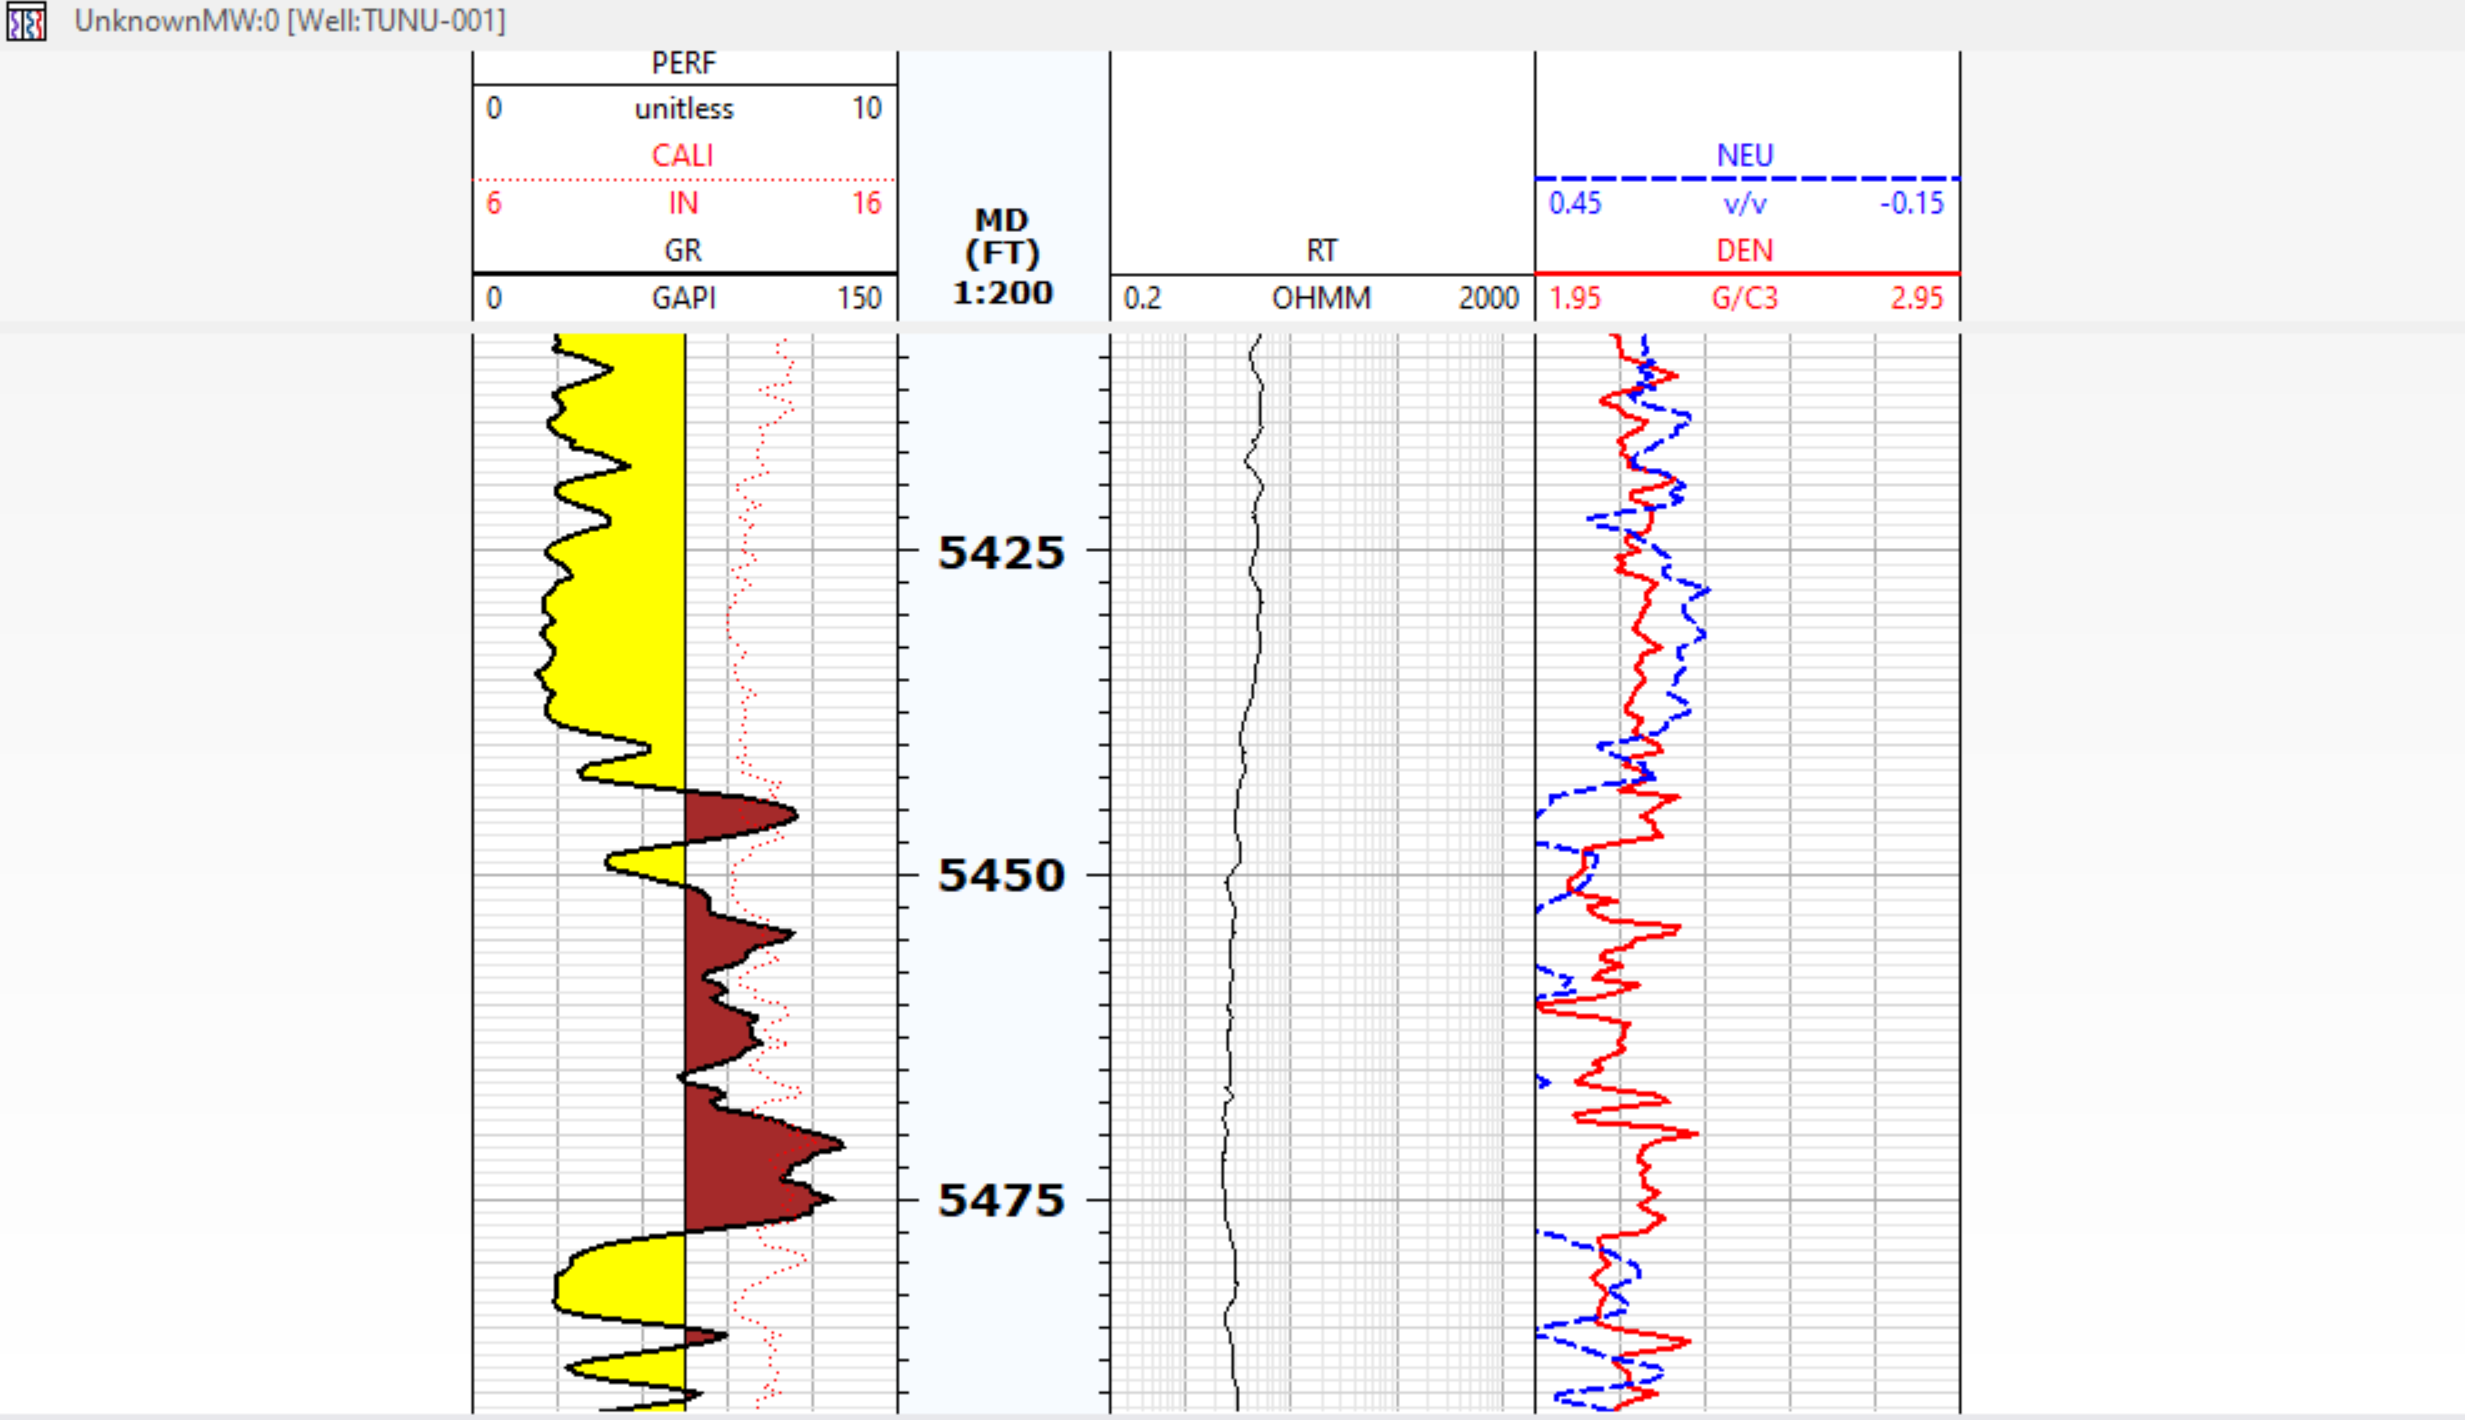 UnknownMW:0 [Well:TUNU-001]
PERF
0 unitless 10
CALI
6 IN 16
GR
0 GAPI 150
MD
(FT)
1:200
RT
0.2 OHMM 2000
NEU
0.45 v/v -0.15
DEN
1.95 G/C3 2.95
5425
5450
5475